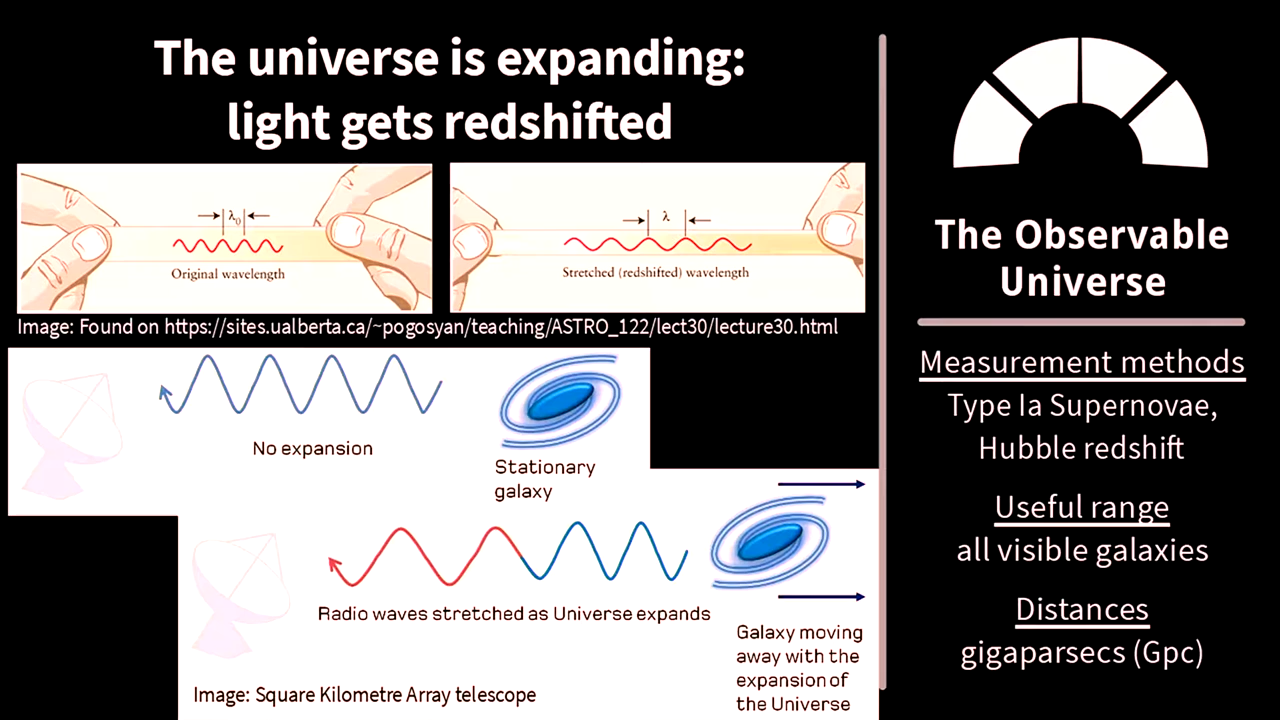 The universe is expanding:
light gets redshifted
λ₀
Original wavelength
λ
Stretched (redshifted) wavelength
Image: Found on https://sites.ualberta.ca/~pogosyan/teaching/ASTRO_122/lect30/lecture30.html
No expansion
Stationary
galaxy
Radio waves stretched as Universe expands
Galaxy moving
away with the
expansion of
the Universe
Image: Square Kilometre Array telescope
The Observable
Universe
Measurement methods
Type Ia Supernovae,
Hubble redshift
Useful range
all visible galaxies
Distances
gigaparsecs (Gpc)